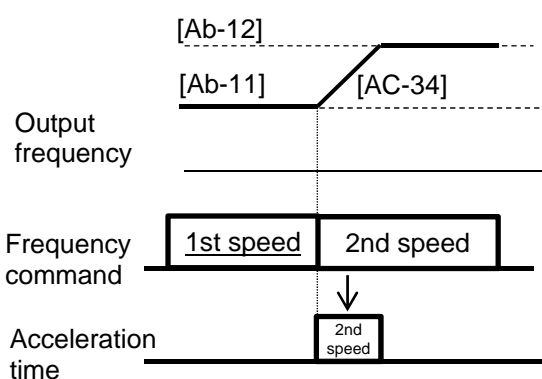 [Ab-12]
[Ab-11]
[AC-34]
Output
frequency
Frequency
command
1st speed
2nd speed
Acceleration
time
2nd
speed